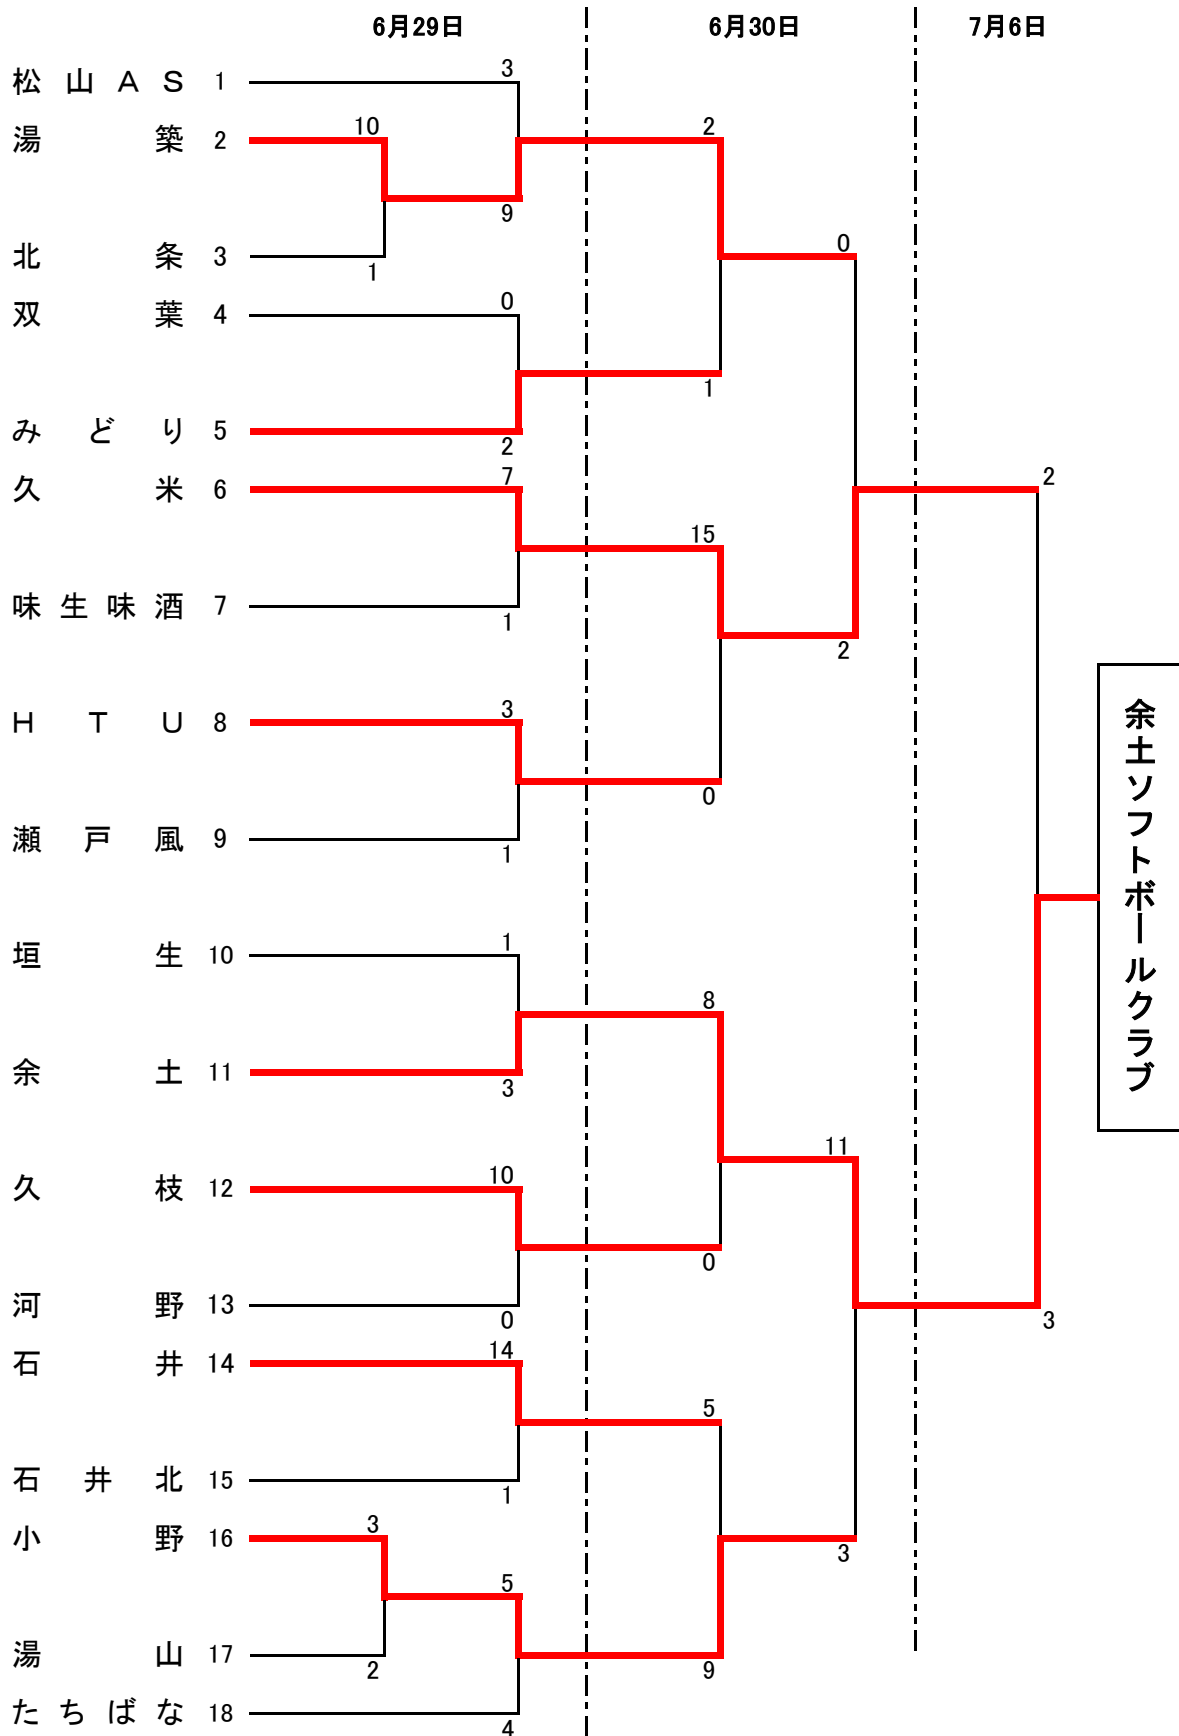 6月29日 6月30日 7月6日
3
松山AS 1
10 2
湯築 2
9
0
北条 3
1
0
双葉 4
1
みどり 5
2
7 2
久米 6
15
味生味酒 7
1
2
3
HTU 8
0
瀬戸風 9
1
余土ソフトボールクラブ
1
垣生 10
8
余土 11
3
11
10
久枝 12
0
河野 13
0 3
14
石井 14
5
石井北 15
1
3
小野 16
3
5
湯山 17
2 9
たちばな 18
4